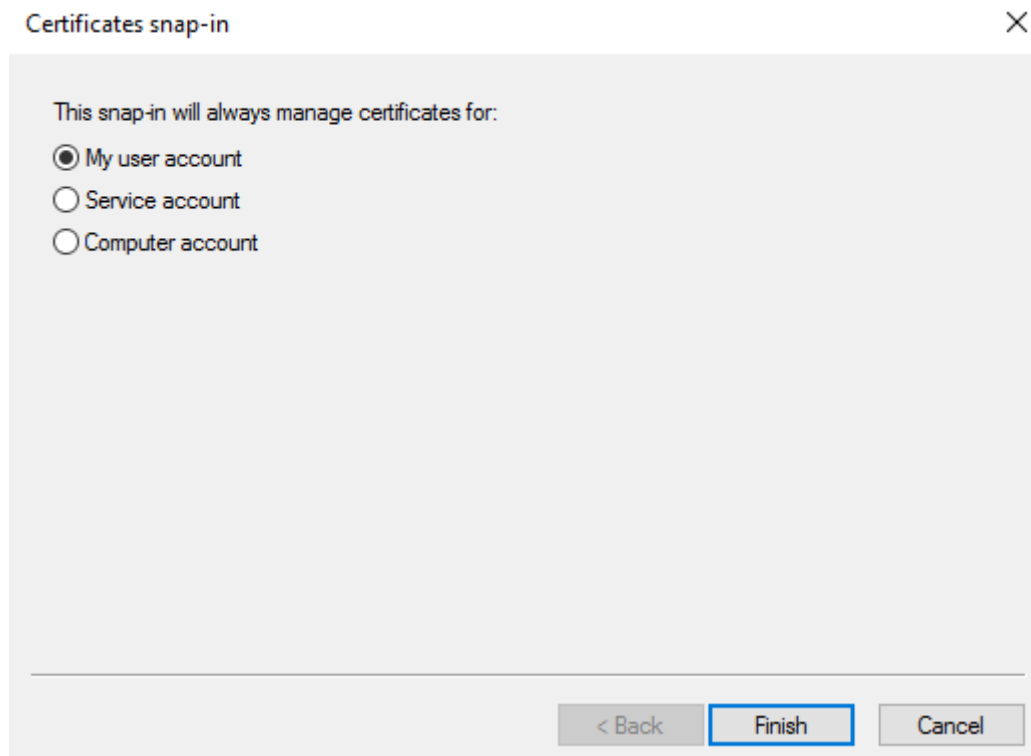 Certificates snap-in
This snap-in will always manage certificates for:
My user account
Service account
Computer account
< Back
Finish
Cancel